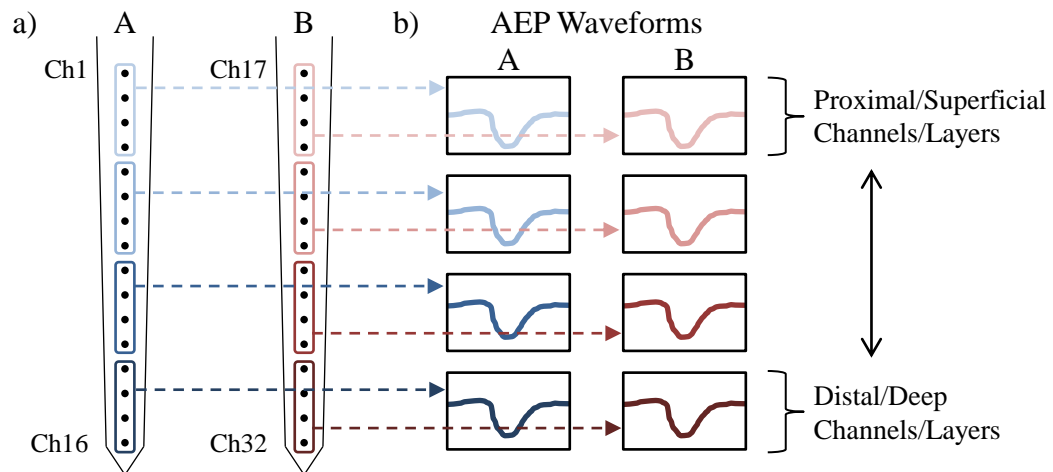 a)
A
B
Ch1
Ch17
Ch16
Ch32
b)
AEP Waveforms
A
B
Proximal/Superficial
Channels/Layers
Distal/Deep
Channels/Layers